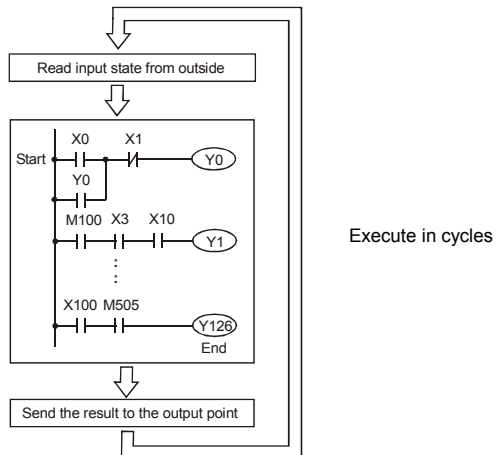 Read input state from outside
X0 X1
Start Y0
Y0
M100 X3 X10
Y1
Execute in cycles
X100 M505
Y126
End
Send the result to the output point